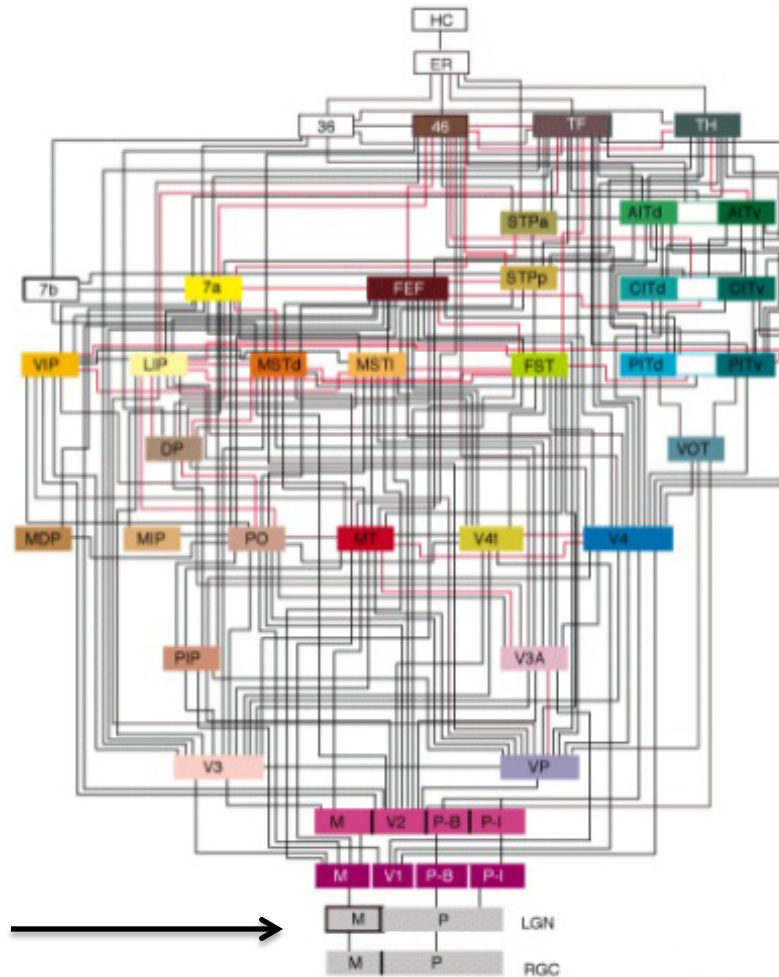 HC
ER
36 46 TF TH
STPa AITd AITv
7b 7a FEF STPp CITd CITv
VIP LIP MSTd MSTl FST PITd PITv
DP VOT
MDP MIP PO MT V4t V4
PIP V3A
V3 VP
M V2 P-B P-I
M V1 P-B P-I
M P LGN
M P RGC